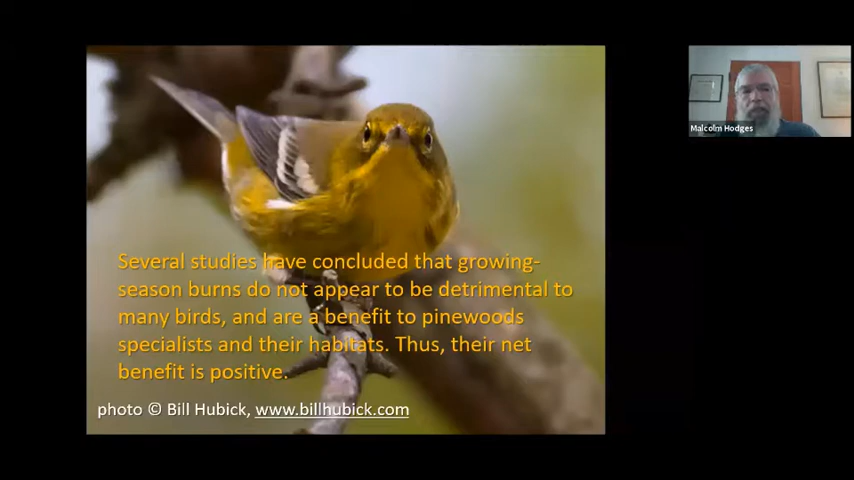 Several studies have concluded that growing-
season burns do not appear to be detrimental to
many birds, and are a benefit to pinewoods
specialists and their habitats. Thus, their net
benefit is positive.
photo © Bill Hubick, www.billhubick.com
Malcolm Hodges